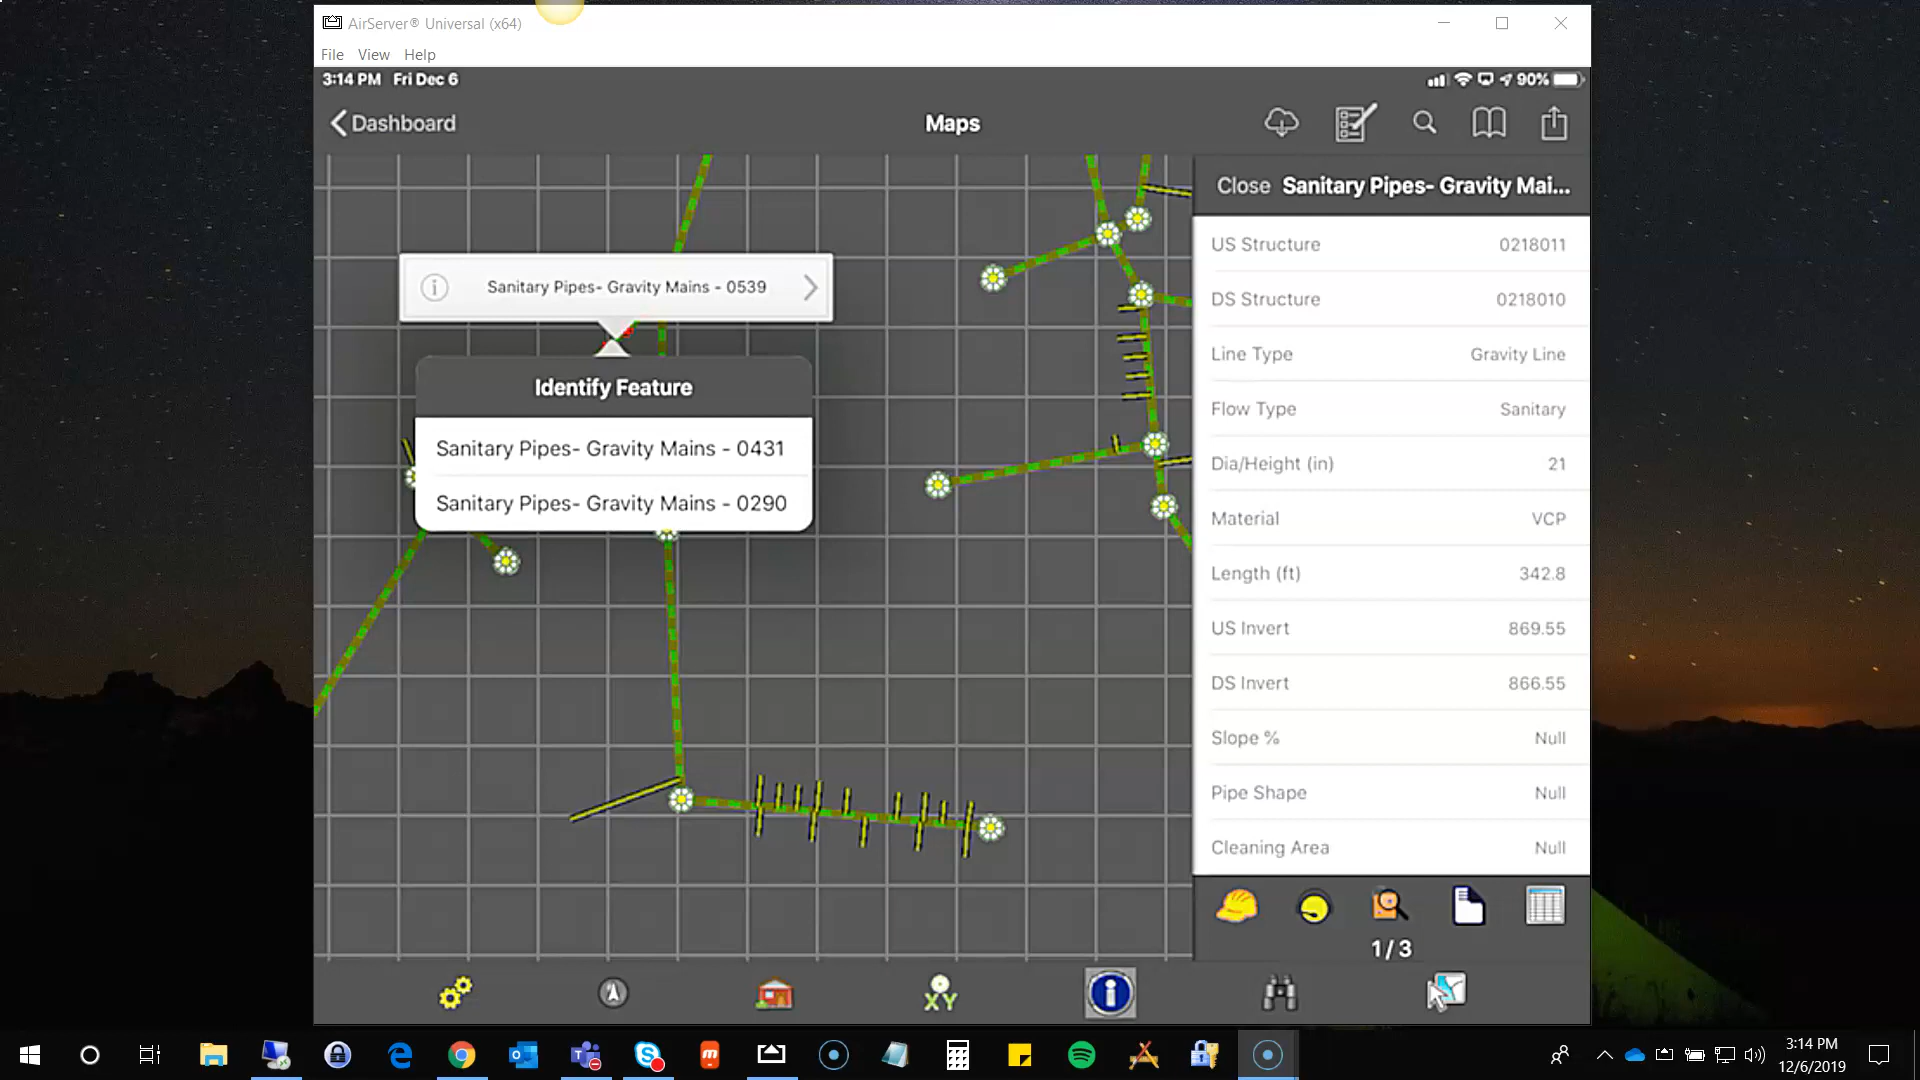 AirServer® Universal (x64)
File View Help
3:14 PM Fri Dec 6
90%
Dashboard
Maps
Close Sanitary Pipes- Gravity Mai...
US Structure 0218011
DS Structure 0218010
Line Type Gravity Line
Flow Type Sanitary
Dia/Height (in) 21
Material VCP
Length (ft) 342.8
US Invert 869.55
DS Invert 866.55
Slope % Null
Pipe Shape Null
Cleaning Area Null
1 / 3
Sanitary Pipes- Gravity Mains - 0539
Identify Feature
Sanitary Pipes- Gravity Mains - 0431
Sanitary Pipes- Gravity Mains - 0290
XY
3:14 PM
12/6/2019